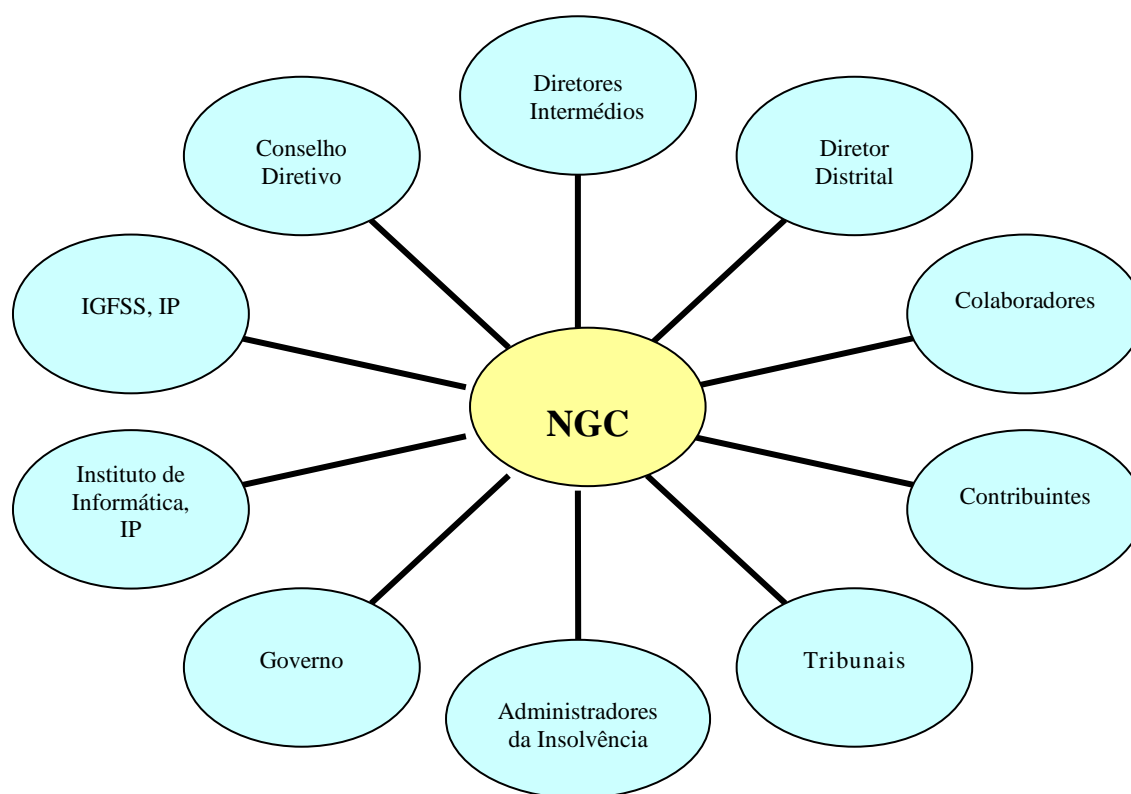 Diretores
Intermédios
Conselho
Diretivo
Diretor
Distrital
IGFSS, IP
Colaboradores
NGC
Instituto de
Informática,
IP
Contribuintes
Governo
Tribunais
Administradores
da Insolvência